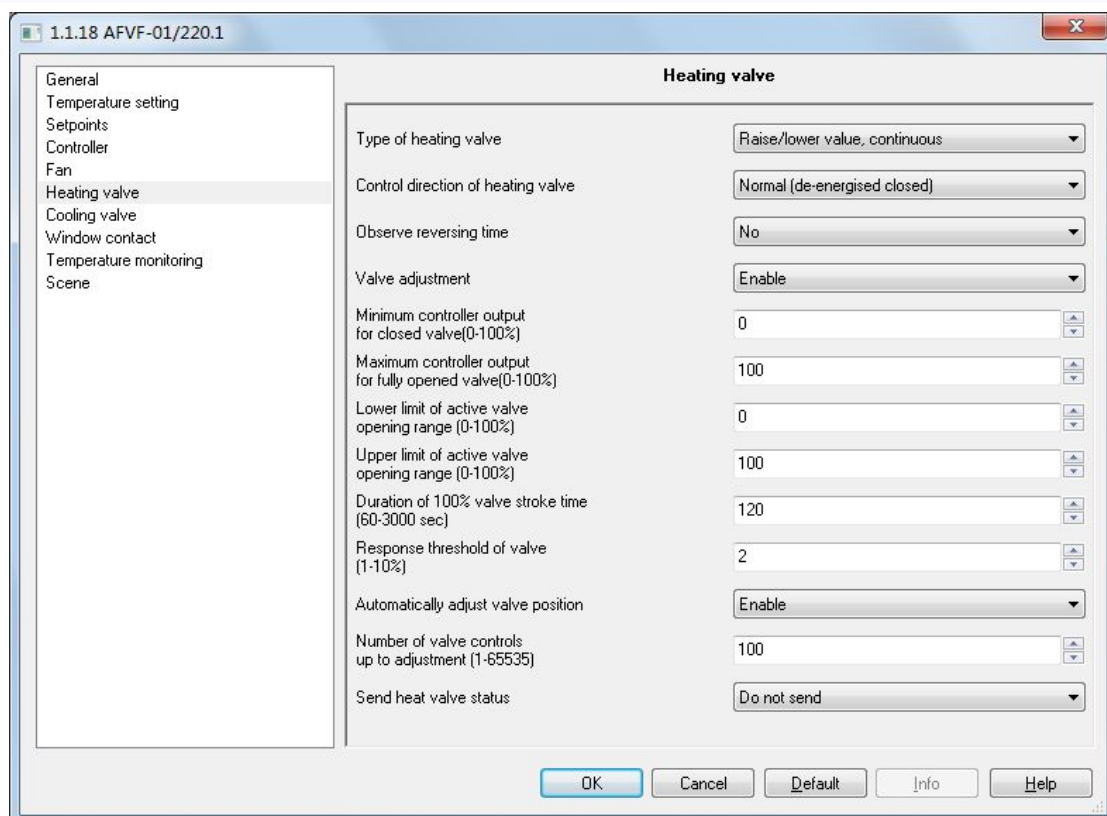 1.1.18 AFVF-01/220.1
General
Temperature setting
Setpoints
Controller
Fan
Heating valve
Cooling valve
Window contact
Temperature monitoring
Scene
Heating valve
Type of heating valve
Raise/lower value, continuous
Control direction of heating valve
Normal (de-energised closed)
Observe reversing time
No
Valve adjustment
Enable
Minimum controller output
for closed valve(0-100%)
0
Maximum controller output
for fully opened valve(0-100%)
100
Lower limit of active valve
opening range (0-100%)
0
Upper limit of active valve
opening range (0-100%)
100
Duration of 100% valve stroke time
(60-3000 sec)
120
Response threshold of valve
(1-10%)
2
Automatically adjust valve position
Enable
Number of valve controls
up to adjustment (1-65535)
100
Send heat valve status
Do not send
OK
Cancel
Default
Info
Help